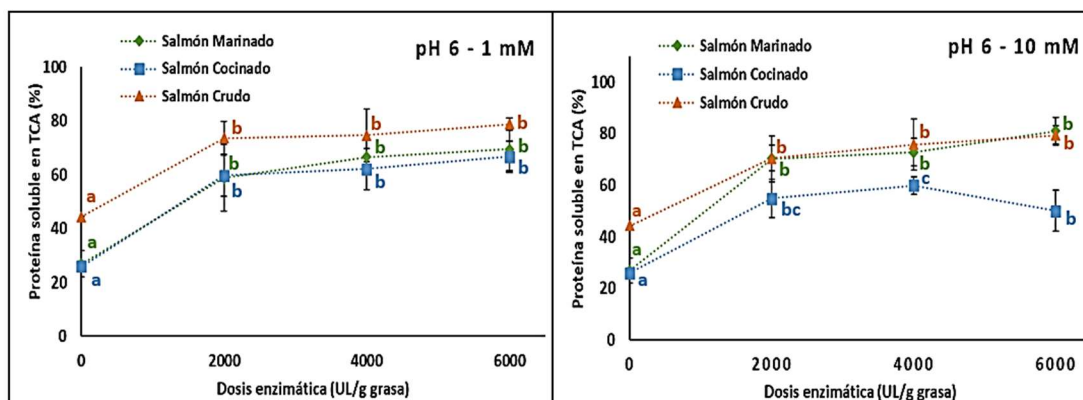 Salmón Marinado
Salmón Cocinado
Salmón Crudo
pH 6 - 1 mM
Proteína soluble en TCA (%)
100
80
60
40
20
0
a
a
a
b
b
b
b
b
b
b
b
b
0
2000
4000
6000
Dosis enzimática (UL/g grasa)
Salmón Marinado
Salmón Cocinado
Salmón Crudo
pH 6 - 10 mM
Proteína soluble en TCA (%)
100
80
60
40
20
0
a
a
a
b
b
bc
b
b
c
b
b
b
0
2000
4000
6000
Dosis enzimática (UL/g grasa)